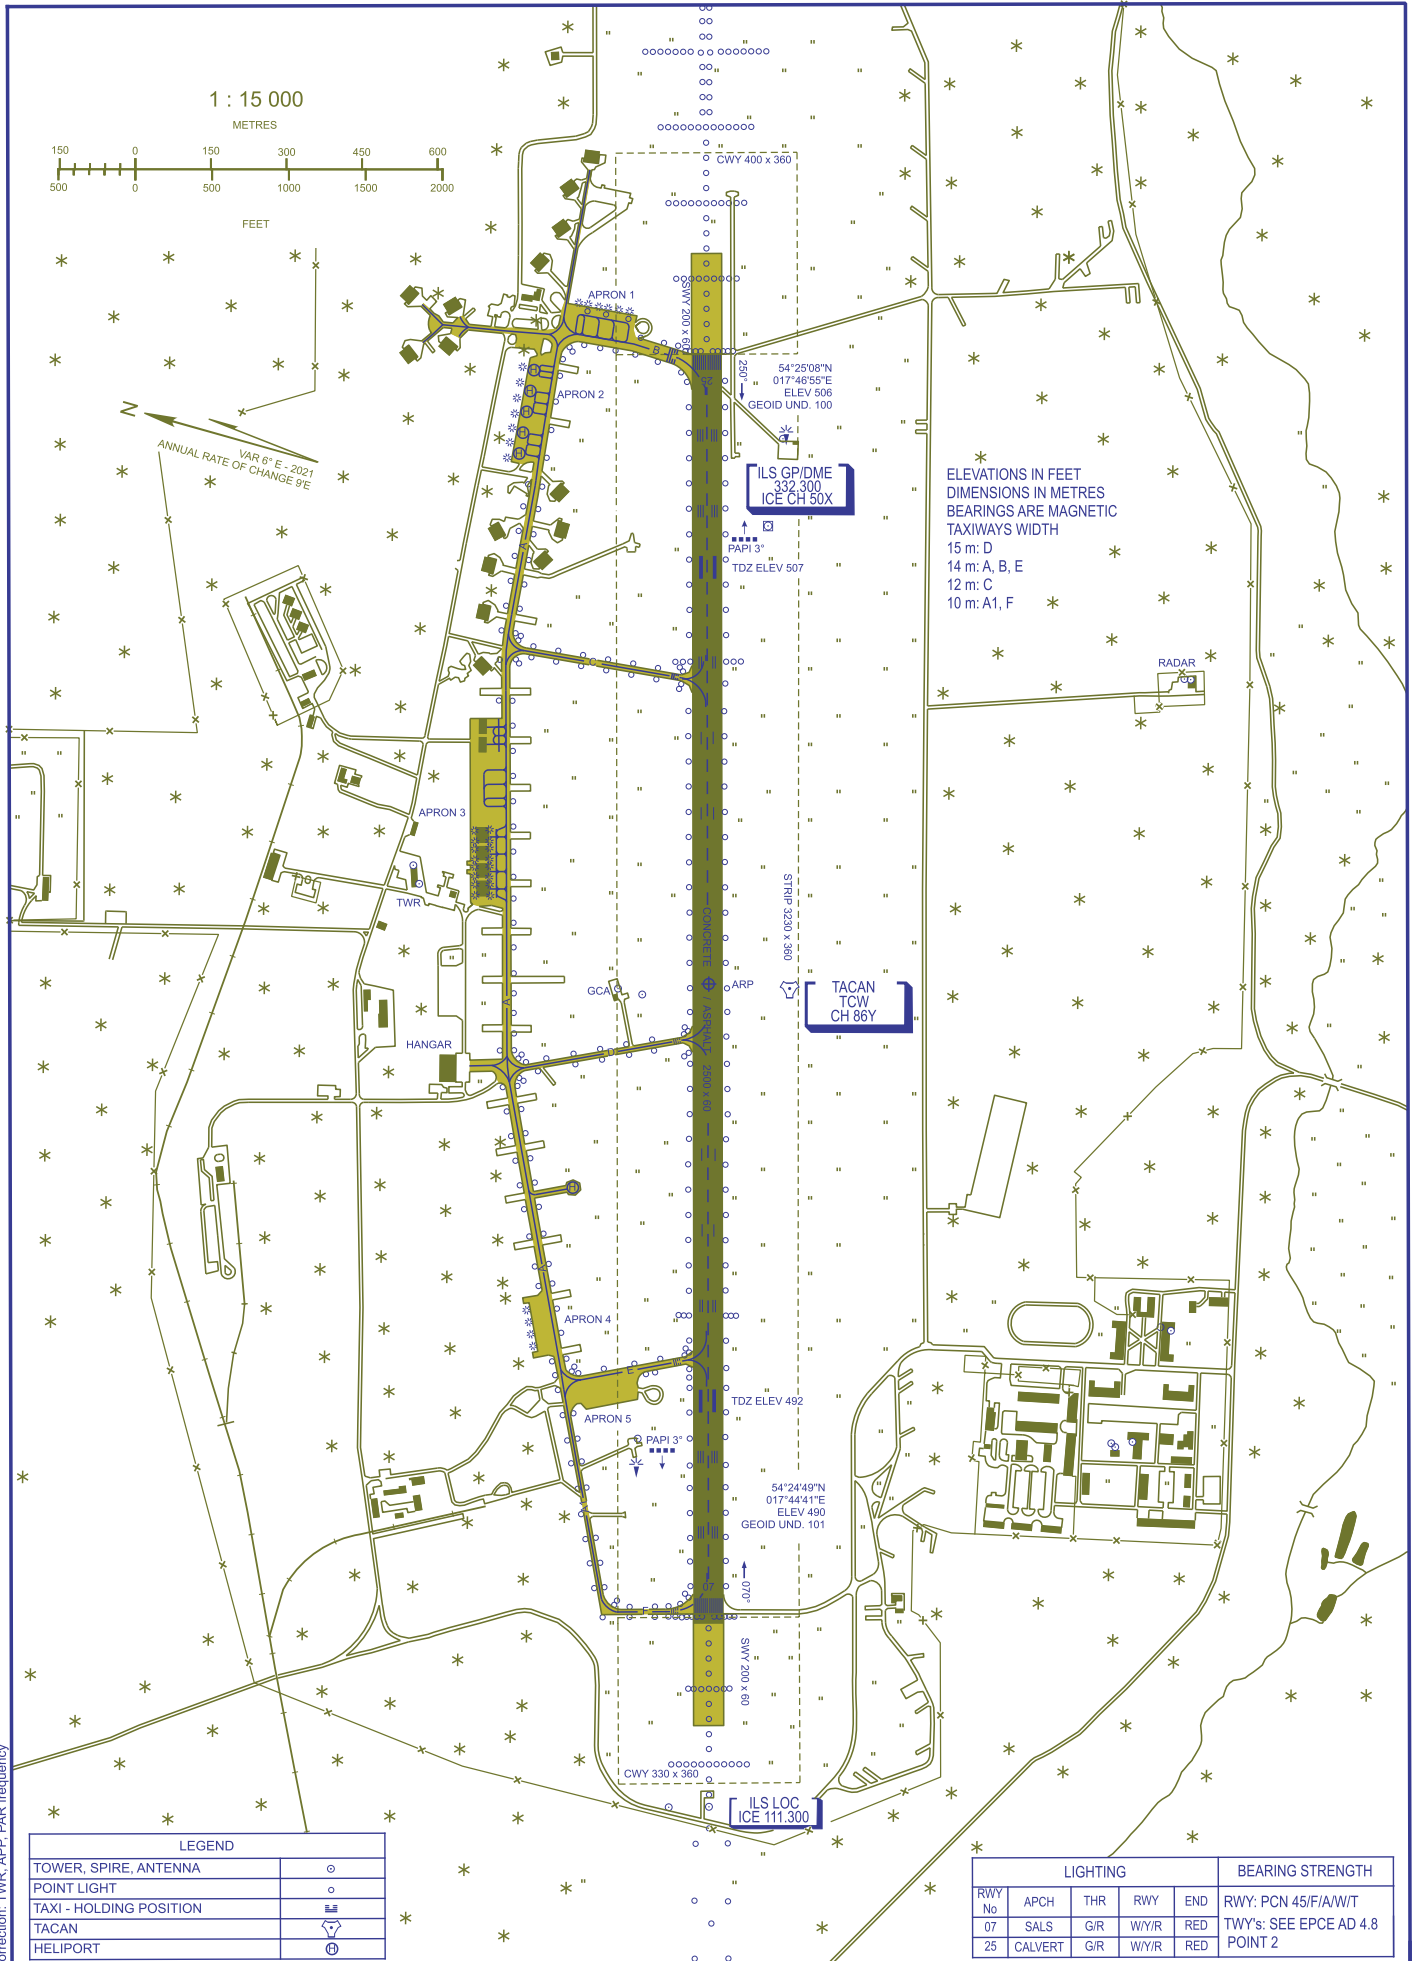 1 : 15 000
METRES
150 0 150 300 450 600
500 0 500 1000 1500 2000
FEET
N
VAR 6° E - 2021
ANNUAL RATE OF CHANGE 9'E
CWY 400 x 360
SWY 200 x 60
APRON 1
B
25
250°
54°25'08"N
017°46'55"E
ELEV 506
GEOID UND. 100
APRON 2
H
H
H
H
H
ILS GP/DME
332.300
ICE CH 50X
ELEVATIONS IN FEET
DIMENSIONS IN METRES
BEARINGS ARE MAGNETIC
TAXIWAYS WIDTH
15 m: D
14 m: A, B, E
12 m: C
10 m: A1, F
PAPI 3°
TDZ ELEV 507
A
C
RADAR
APRON 3
TWR
STRIP 3230 x 360
CONCRETE / ASPHALT 2500 x 60
ARP
GCA
A
TACAN
TCW
CH 86Y
HANGAR
D
H
A
APRON 4
E
TDZ ELEV 492
APRON 5
PAPI 3°
54°24'49"N
017°44'41"E
ELEV 490
GEOID UND. 101
07
070°
F
SWY 200 x 60
CWY 330 x 360
ILS LOC
ICE 111.300
orrection: TWR, APP, PAR frequency
LEGEND
TOWER, SPIRE, ANTENNA
POINT LIGHT
TAXI - HOLDING POSITION
TACAN
HELIPORT H
LIGHTING BEARING STRENGTH
RWY No APCH THR RWY END RWY: PCN 45/F/A/W/T
07 SALS G/R W/Y/R RED TWY's: SEE EPCE AD 4.8
25 CALVERT G/R W/Y/R RED POINT 2